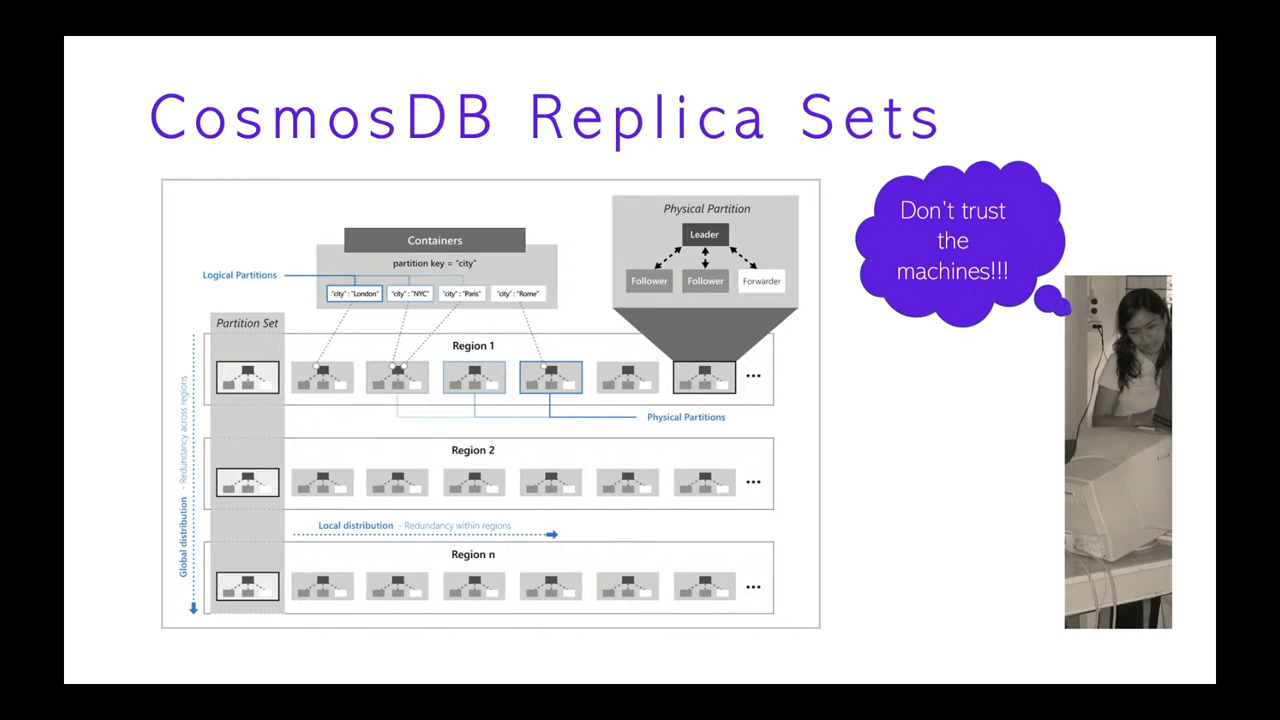 CosmosDB Replica Sets
Physical Partition
Leader
Follower
Follower
Forwarder
Containers
partition key = "city"
Logical Partitions
"city" : "London"
"city" : "NYC"
"city" : "Paris"
"city" : "Rome"
Partition Set
Region 1
•••
Physical Partitions
Region 2
•••
Local distribution - Redundancy within regions
Region n
•••
Global distribution - Redundancy across regions
Don't trust
the
machines!!!